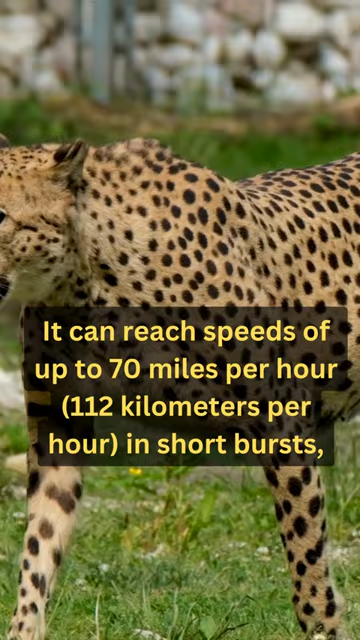 It can reach speeds of
up to 70 miles per hour
(112 kilometers per
hour) in short bursts,